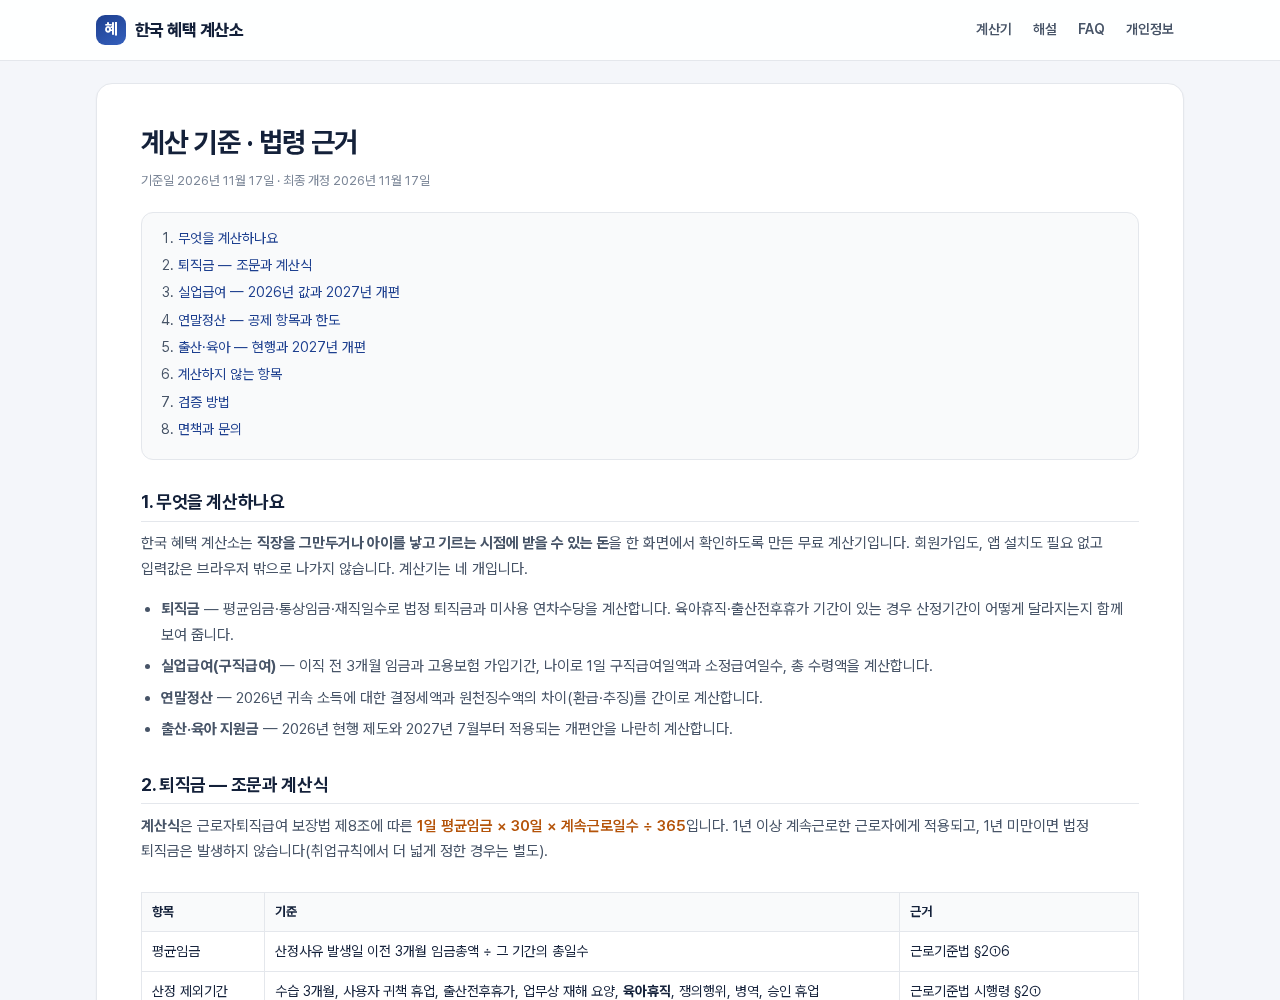 혜 한국 혜택 계산소
계산기 해설 FAQ 개인정보
계산 기준 · 법령 근거
기준일 2026년 11월 17일 · 최종 개정 2026년 11월 17일
1. 무엇을 계산하나요
2. 퇴직금 — 조문과 계산식
3. 실업급여 — 2026년 값과 2027년 개편
4. 연말정산 — 공제 항목과 한도
5. 출산·육아 — 현행과 2027년 개편
6. 계산하지 않는 항목
7. 검증 방법
8. 면책과 문의
1. 무엇을 계산하나요
한국 혜택 계산소는 직장을 그만두거나 아이를 낳고 기르는 시점에 받을 수 있는 돈을 한 화면에서 확인하도록 만든 무료 계산기입니다. 회원가입도, 앱 설치도 필요 없고
입력값은 브라우저 밖으로 나가지 않습니다. 계산기는 네 개입니다.
• 퇴직금 — 평균임금·통상임금·재직일수로 법정 퇴직금과 미사용 연차수당을 계산합니다. 육아휴직·출산전후휴가 기간이 있는 경우 산정기간이 어떻게 달라지는지 함께
보여 줍니다.
• 실업급여(구직급여) — 이직 전 3개월 임금과 고용보험 가입기간, 나이로 1일 구직급여일액과 소정급여일수, 총 수령액을 계산합니다.
• 연말정산 — 2026년 귀속 소득에 대한 결정세액과 원천징수액의 차이(환급·추징)를 간이로 계산합니다.
• 출산·육아 지원금 — 2026년 현행 제도와 2027년 7월부터 적용되는 개편안을 나란히 계산합니다.
2. 퇴직금 — 조문과 계산식
계산식은 근로자퇴직급여 보장법 제8조에 따른 1일 평균임금 × 30일 × 계속근로일수 ÷ 365입니다. 1년 이상 계속근로한 근로자에게 적용되고, 1년 미만이면 법정
퇴직금은 발생하지 않습니다(취업규칙에서 더 넓게 정한 경우는 별도).
항목 기준 근거
평균임금 산정사유 발생일 이전 3개월 임금총액 ÷ 그 기간의 총일수 근로기준법 §2①6
산정 제외기간 수습 3개월, 사용자 귀책 휴업, 출산전후휴가, 업무상 재해 요양, 육아휴직, 쟁의행위, 병역, 승인 휴업 근로기준법 시행령 §2①